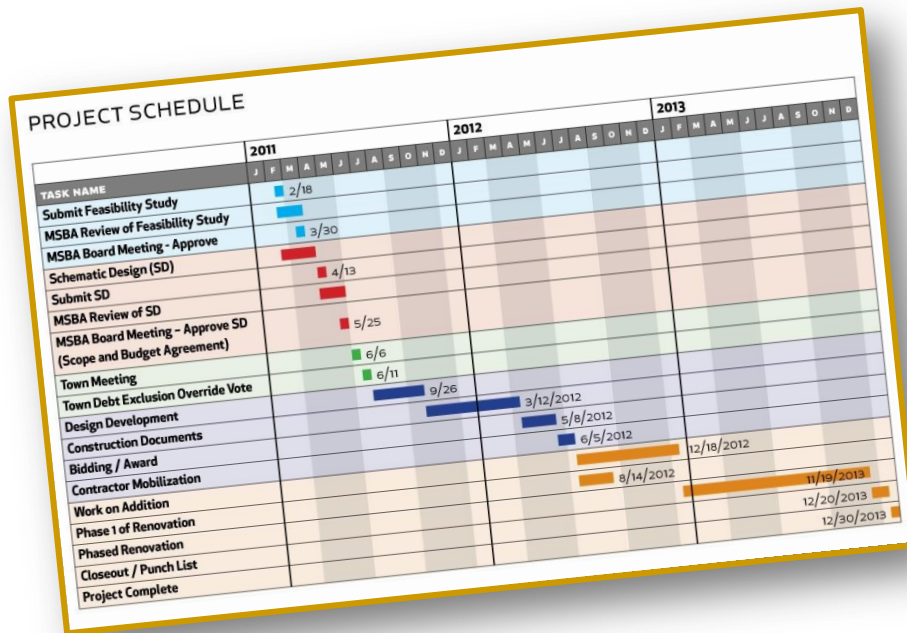 PROJECT SCHEDULE
2011 2012 2013
TASK NAME J F M A M J J A S O N D J F M A M J J A S O N D J F M A M J J A S O N D
Submit Feasibility Study 2/18
MSBA Review of Feasibility Study
MSBA Board Meeting - Approve 3/30
Schematic Design (SD)
Submit SD 4/13
MSBA Review of SD
MSBA Board Meeting – Approve SD
(Scope and Budget Agreement) 5/25
Town Meeting 6/6
Town Debt Exclusion Override Vote 6/11
Design Development 9/26
Construction Documents 3/12/2012
Bidding / Award 5/8/2012
Contractor Mobilization 6/5/2012
Work on Addition 12/18/2012
Phase 1 of Renovation 8/14/2012
Phased Renovation 11/19/2013
Closeout / Punch List 12/20/2013
Project Complete 12/30/2013